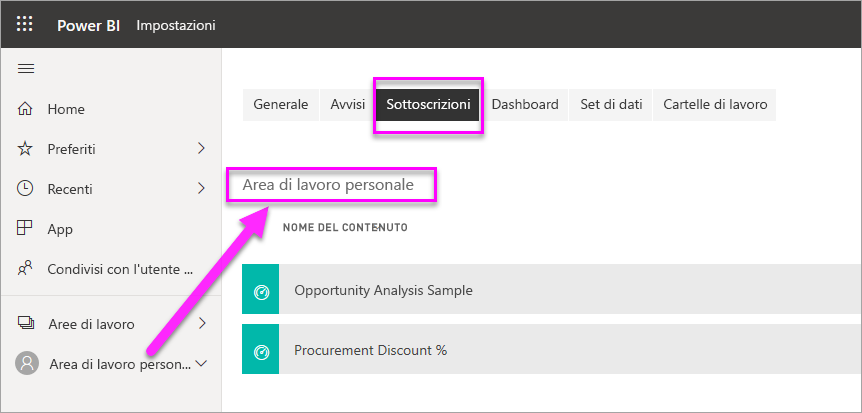 Power BI Impostazioni
Home
Preferiti
Recenti
App
Condivisi con l'utente ...
Aree di lavoro
Area di lavoro person...
Generale Avvisi Sottoscrizioni Dashboard Set di dati Cartelle di lavoro
Area di lavoro personale
NOME DEL CONTENUTO
Opportunity Analysis Sample
Procurement Discount %